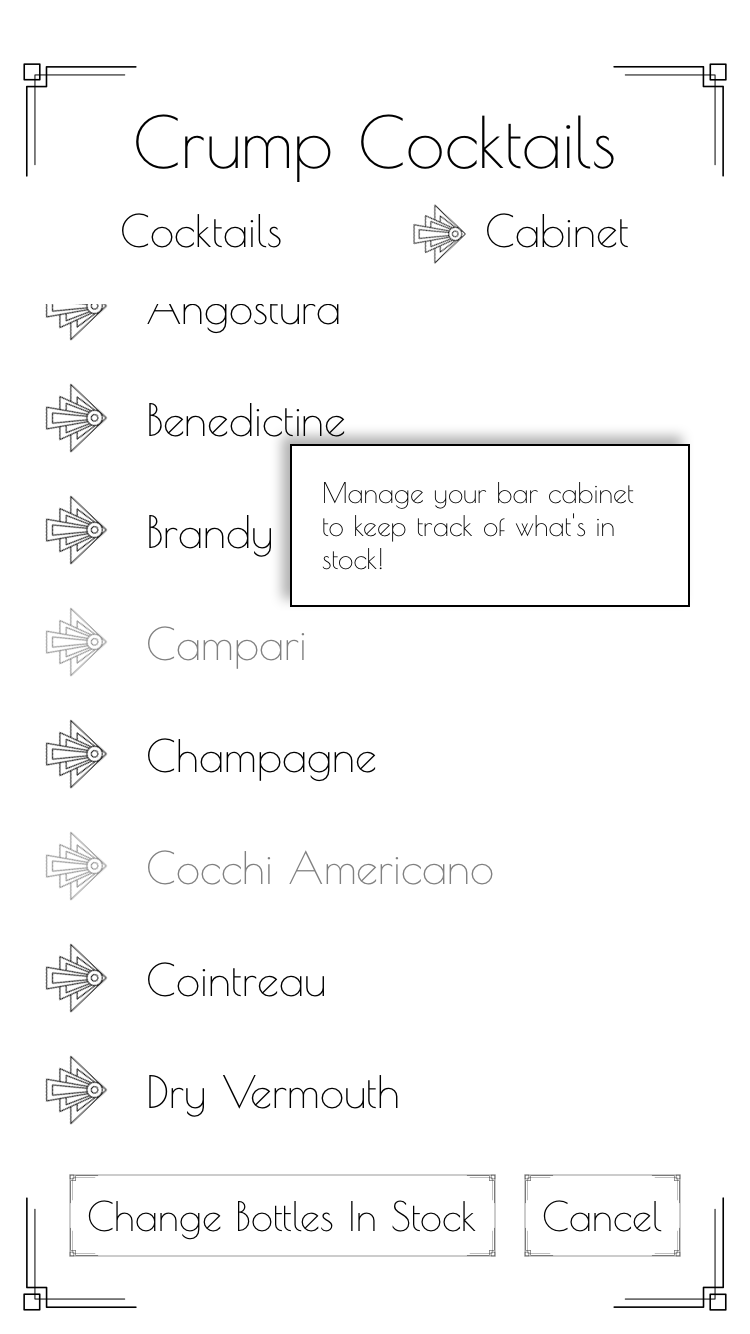 Crump Cocktails
Cocktails
Cabinet
Angostura
Benedictine
Manage your bar cabinet
to keep track of what's in
stock!
Brandy
Campari
Champagne
Cocchi Americano
Cointreau
Dry Vermouth
Change Bottles In Stock
Cancel